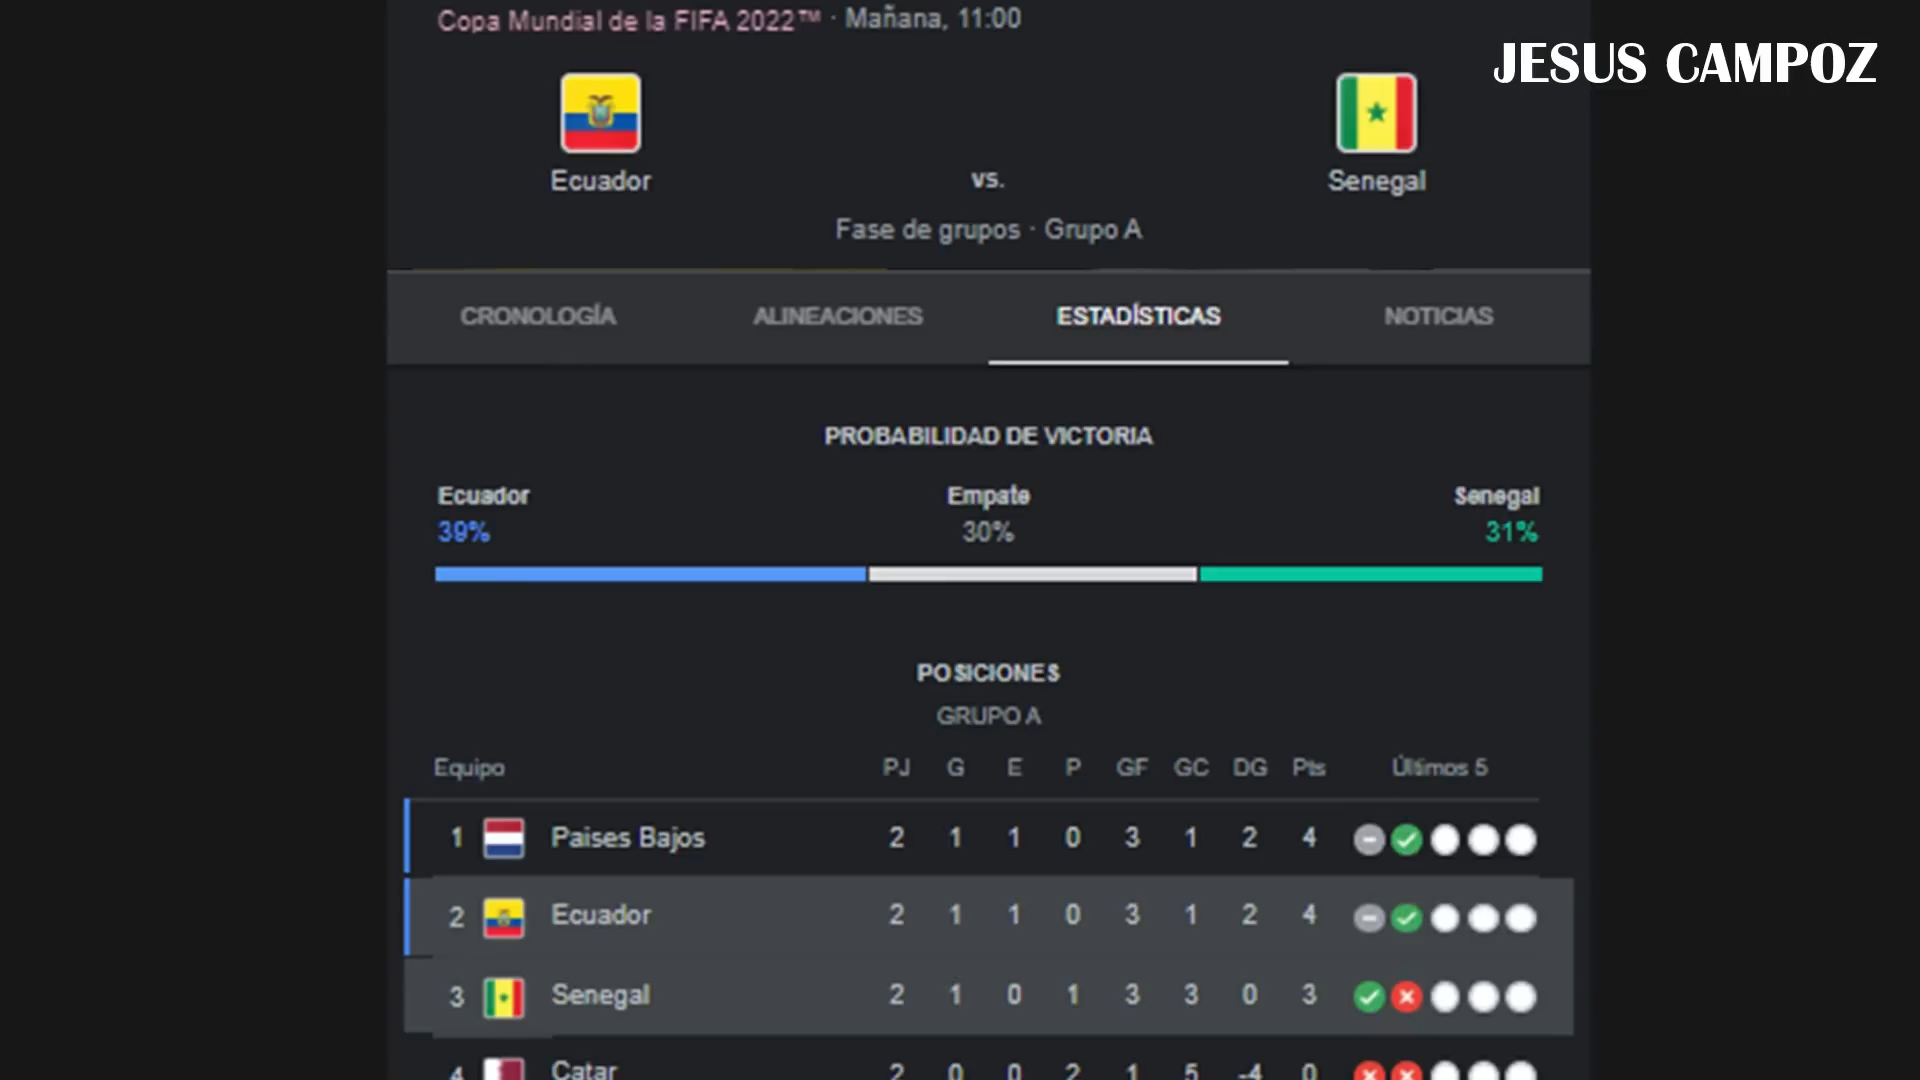 Copa Mundial de la FIFA 2022™ · Mañana, 11:00
JESUS CAMPOZ
Ecuador vs. Senegal
Fase de grupos · Grupo A
CRONOLOGÍA ALINEACIONES ESTADÍSTICAS NOTICIAS
PROBABILIDAD DE VICTORIA
Ecuador Empate Senegal
39% 30% 31%
POSICIONES
GRUPO A
Equipo PJ G E P GF GC DG Pts Últimos 5
1 Paises Bajos 2 1 1 0 3 1 2 4
2 Ecuador 2 1 1 0 3 1 2 4
3 Senegal 2 1 0 1 3 3 0 3
4 Catar 2 0 0 2 1 5 -4 0